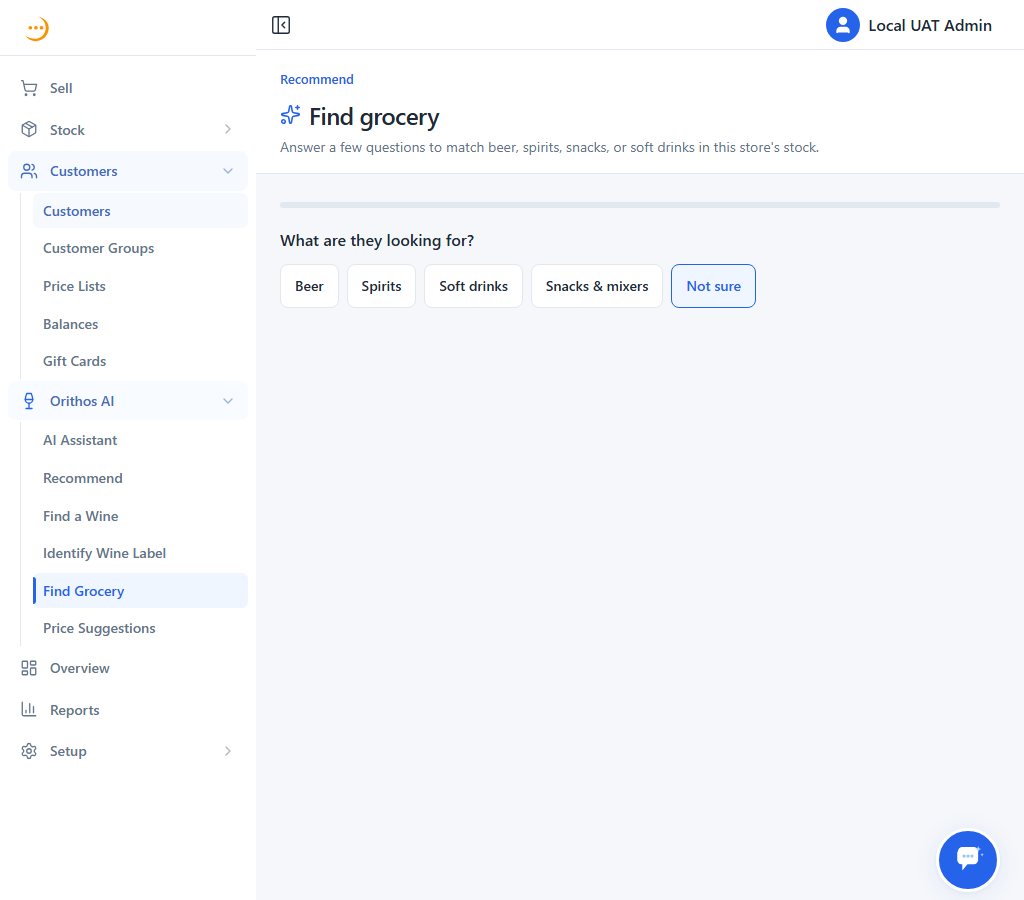 Local UAT Admin
Sell
Stock
Customers
Customers
Customer Groups
Price Lists
Balances
Gift Cards
Orithos AI
AI Assistant
Recommend
Find a Wine
Identify Wine Label
Find Grocery
Price Suggestions
Overview
Reports
Setup
Recommend
Find grocery
Answer a few questions to match beer, spirits, snacks, or soft drinks in this store's stock.
What are they looking for?
Beer Spirits Soft drinks Snacks & mixers Not sure